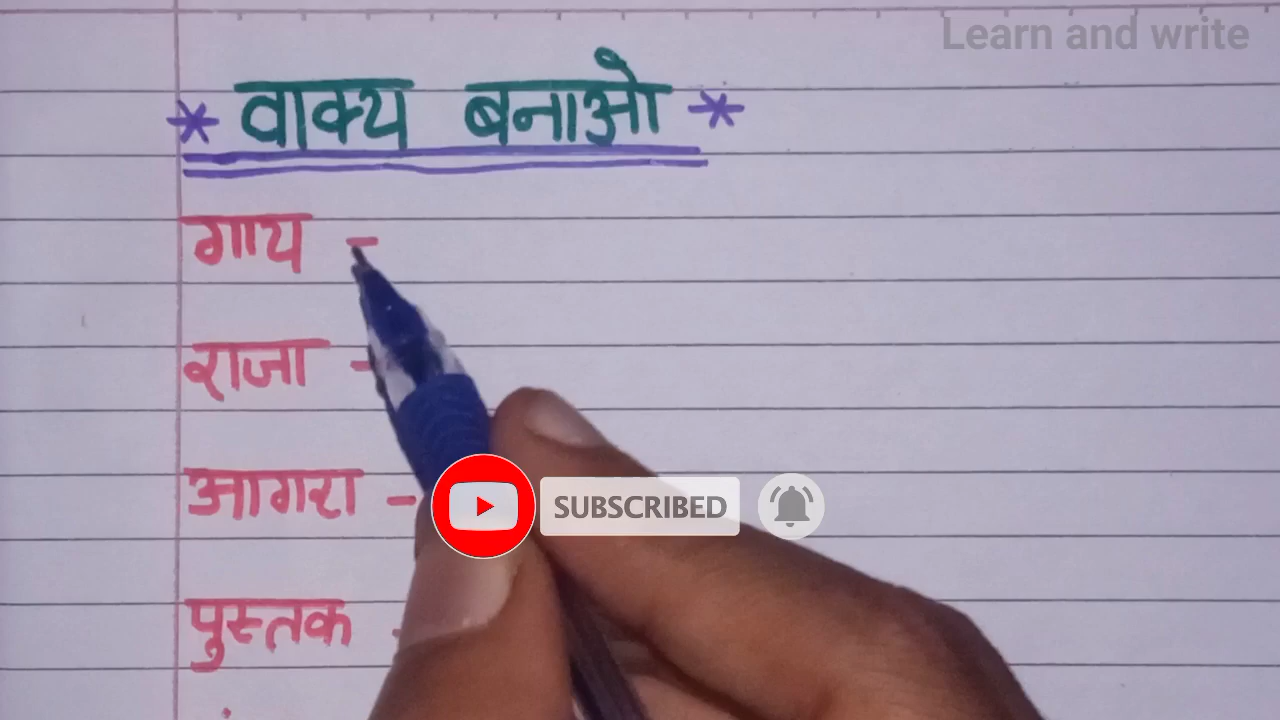 Learn and write
* वाक्य बनाओ *
गाय -
राजा -
आगरा -
SUBSCRIBED
पुस्तक -